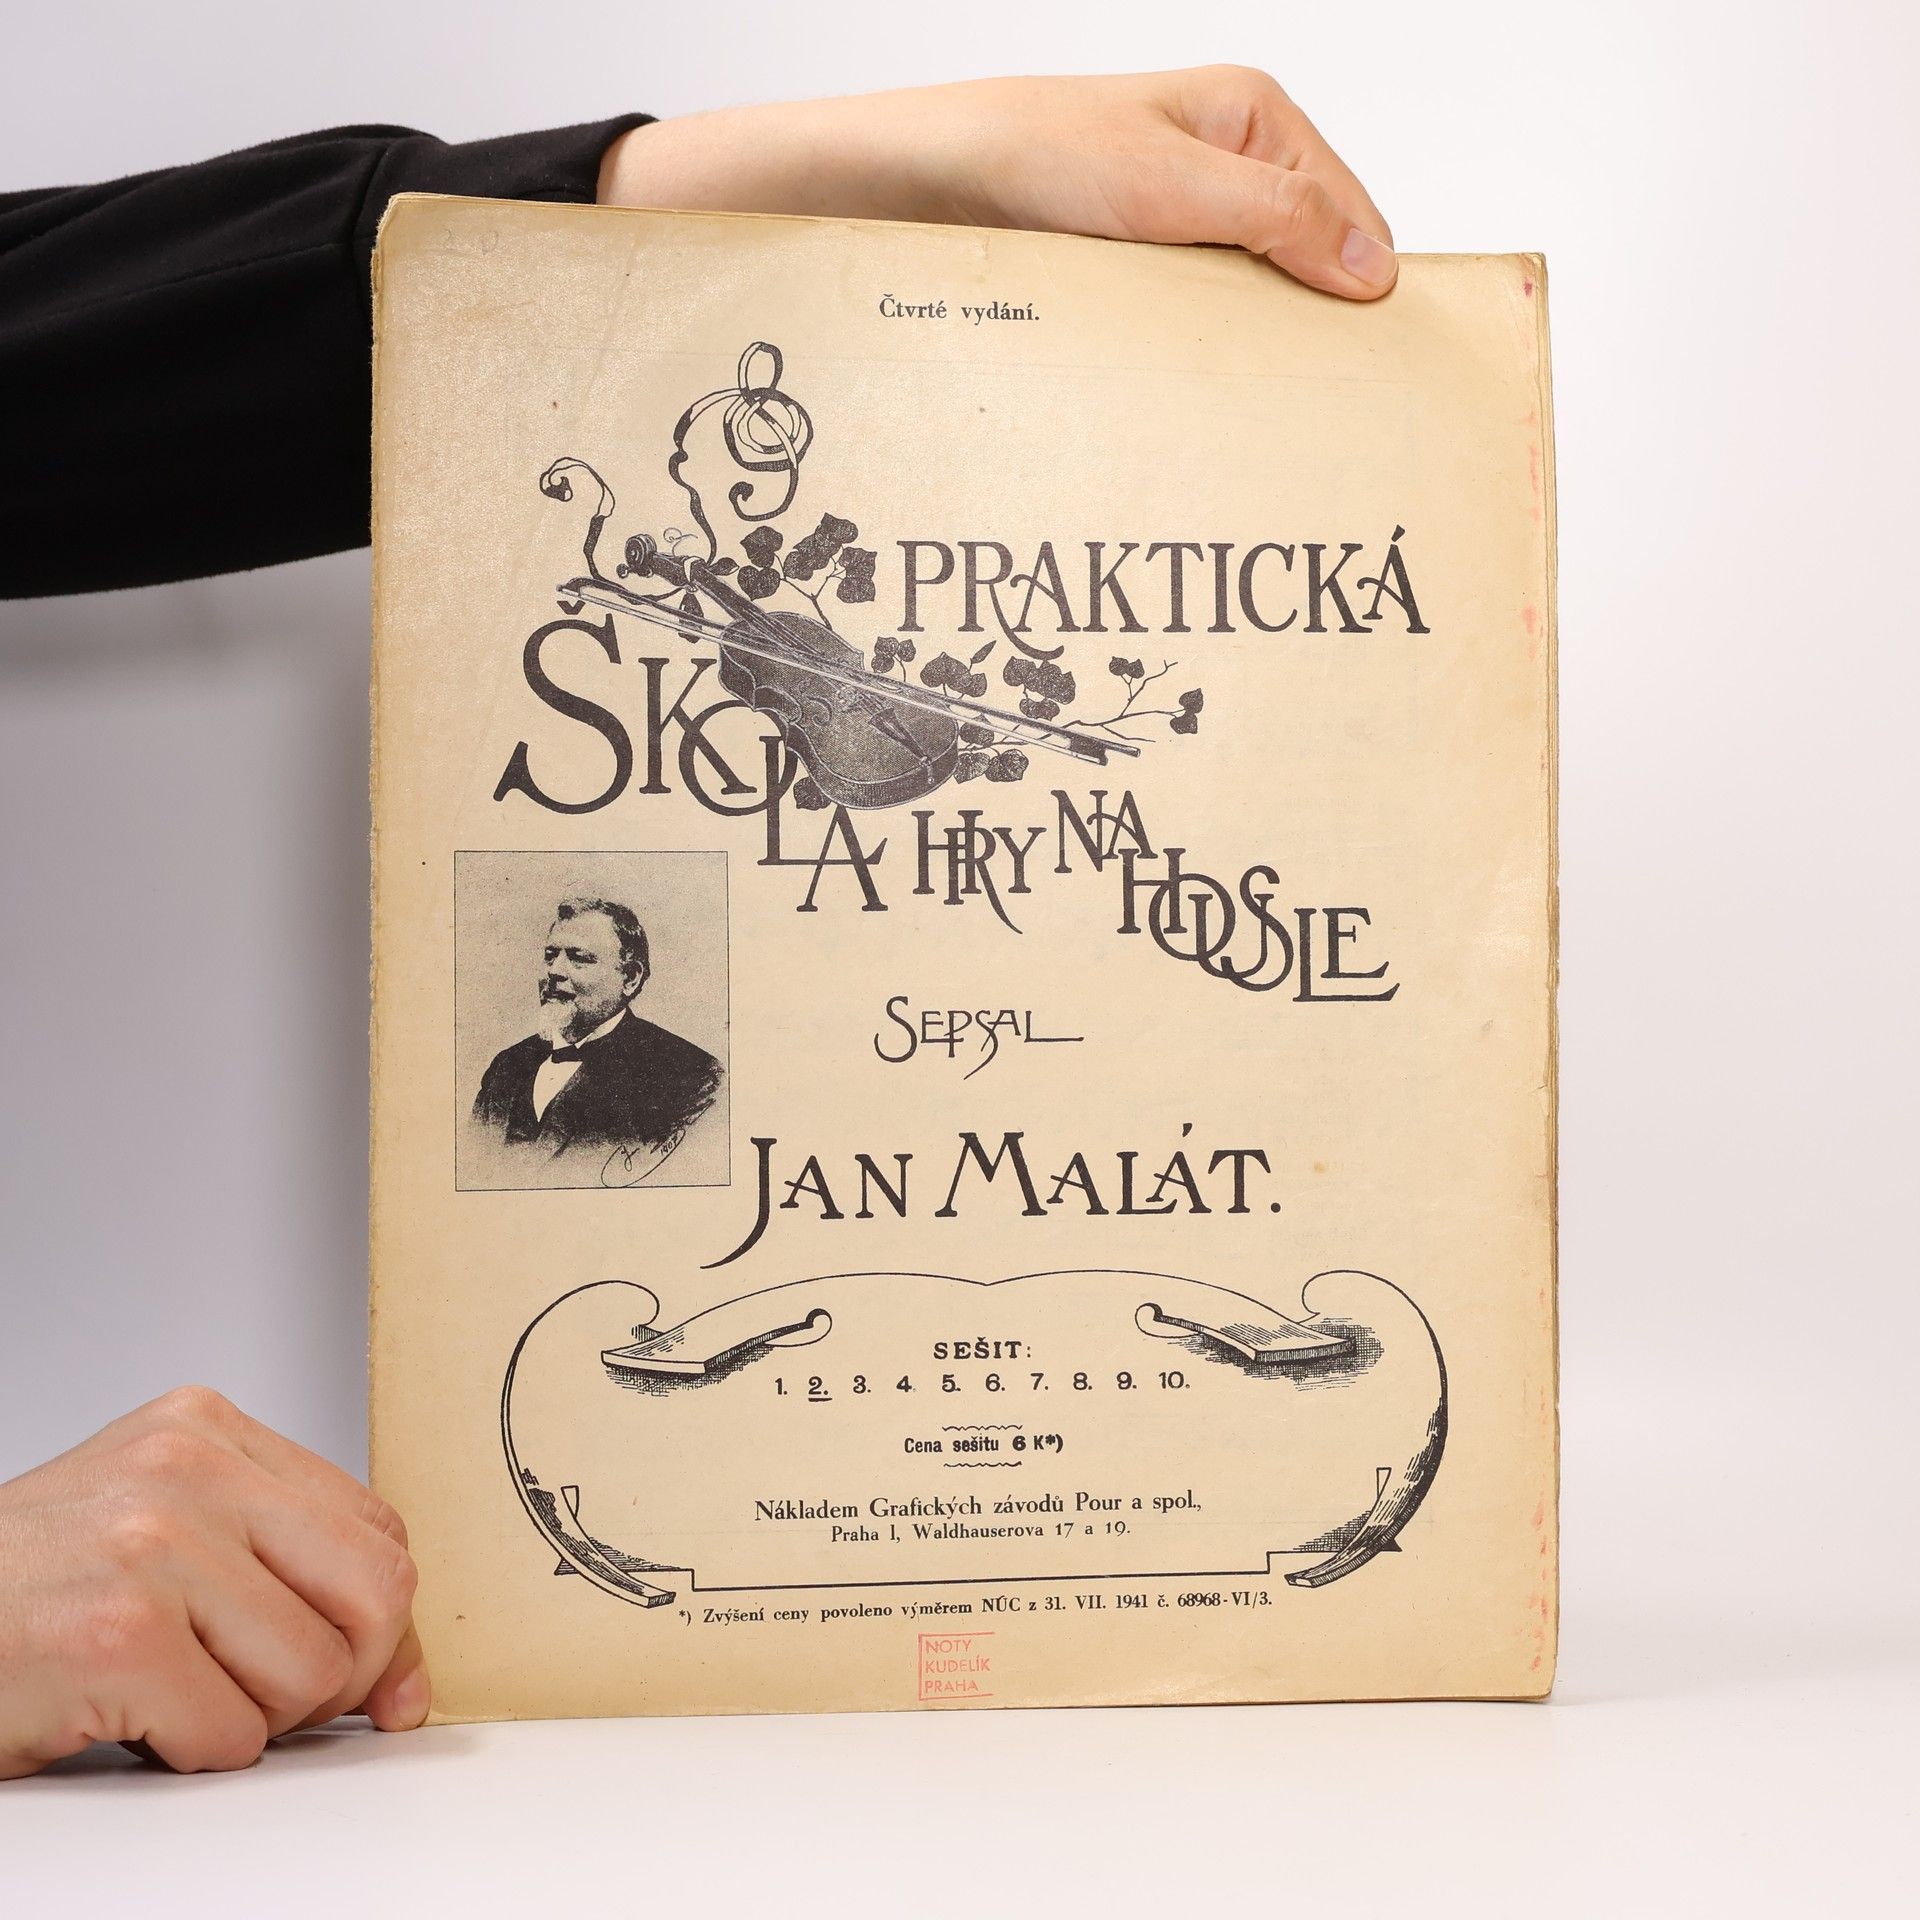 Čtvrté vydání.
PRAKTICKÁ
ŠKOLA HRY NA HOUSLE
SEPSAL
JAN MALÁT.
1907
SEŠIT:
1. 2. 3. 4. 5. 6. 7. 8. 9. 10.
Cena sešitu 6 K*)
Nákladem Grafických závodů Pour a spol.,
Praha I, Waldhauserova 17 a 19.
*) Zvýšení ceny povoleno výměrem NÚC z 31. VII. 1941 č. 68968-VI/3.
NOTY
KUDELÍK
PRAHA